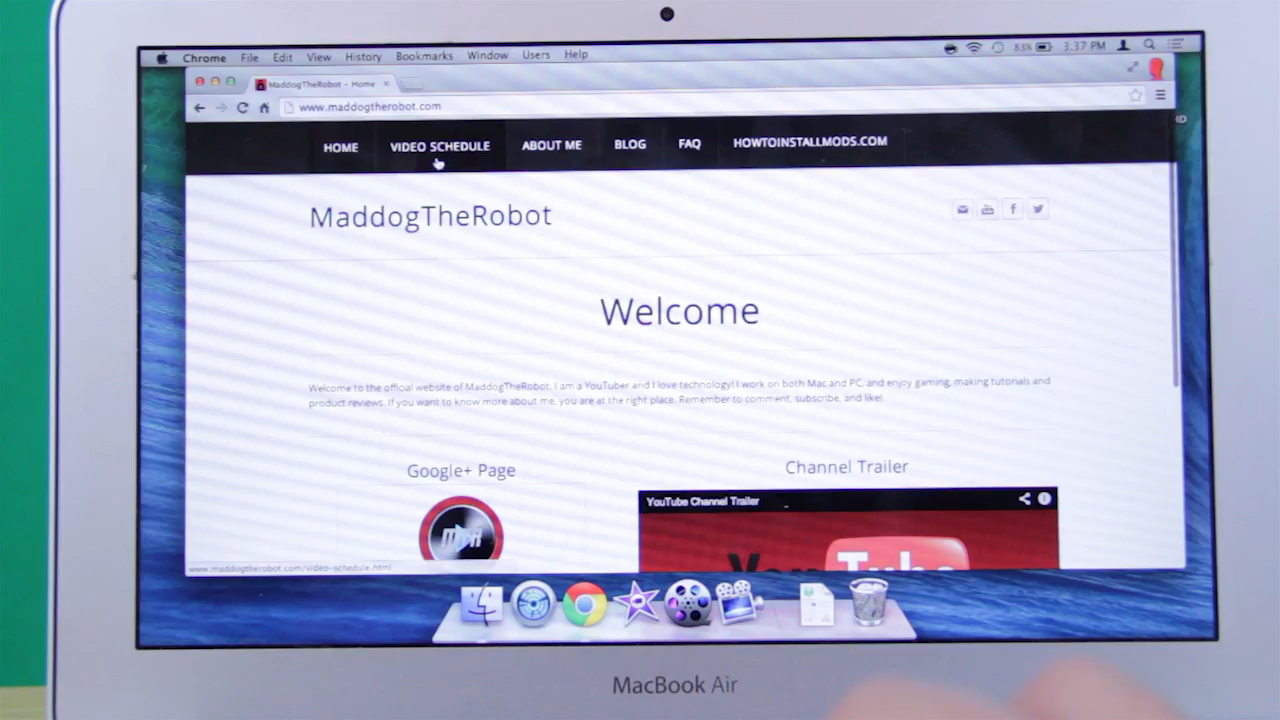 Chrome File Edit View History Bookmarks Window Users Help 83% 3:37 PM
MaddogTheRobot - Home
www.maddogtherobot.com
HD
HOME VIDEO SCHEDULE ABOUT ME BLOG FAQ HOWTOINSTALLMODS.COM
MaddogTheRobot
Welcome
Welcome to the official website of MaddogTheRobot. I am a YouTuber and I love technology! I work on both Mac and PC, and enjoy gaming, making tutorials and
product reviews. If you want to know more about me, you are at the right place. Remember to comment, subscribe, and like!
Google+ Page
Channel Trailer
YouTube Channel Trailer
YouTube
www.maddogtherobot.com/video-schedule.html
MacBook Air